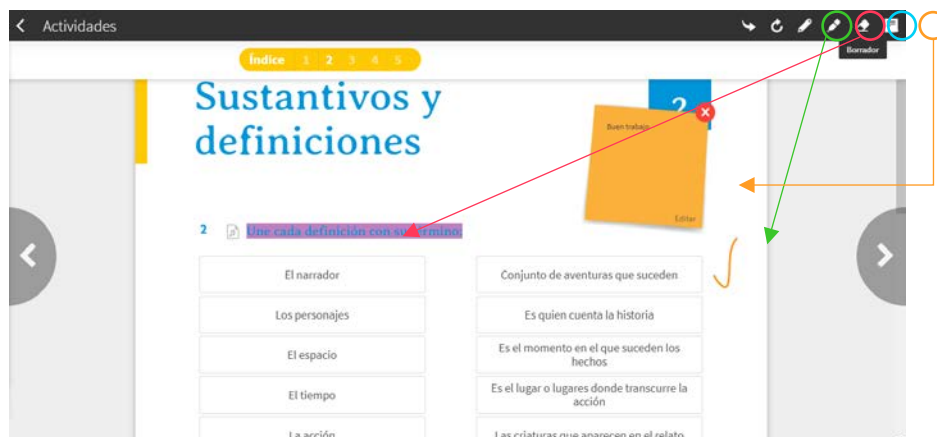 Actividades
Borrador
Índice 1 2 3 4 5
Sustantivos y
definiciones
2
Buen trabajo
Editar
2 Une cada definición con su término:
El narrador
Conjunto de aventuras que suceden
Los personajes
Es quien cuenta la historia
El espacio
Es el momento en el que suceden los
hechos
El tiempo
Es el lugar o lugares donde transcurre la
acción
La acción
Las criaturas que aparecen en el relato